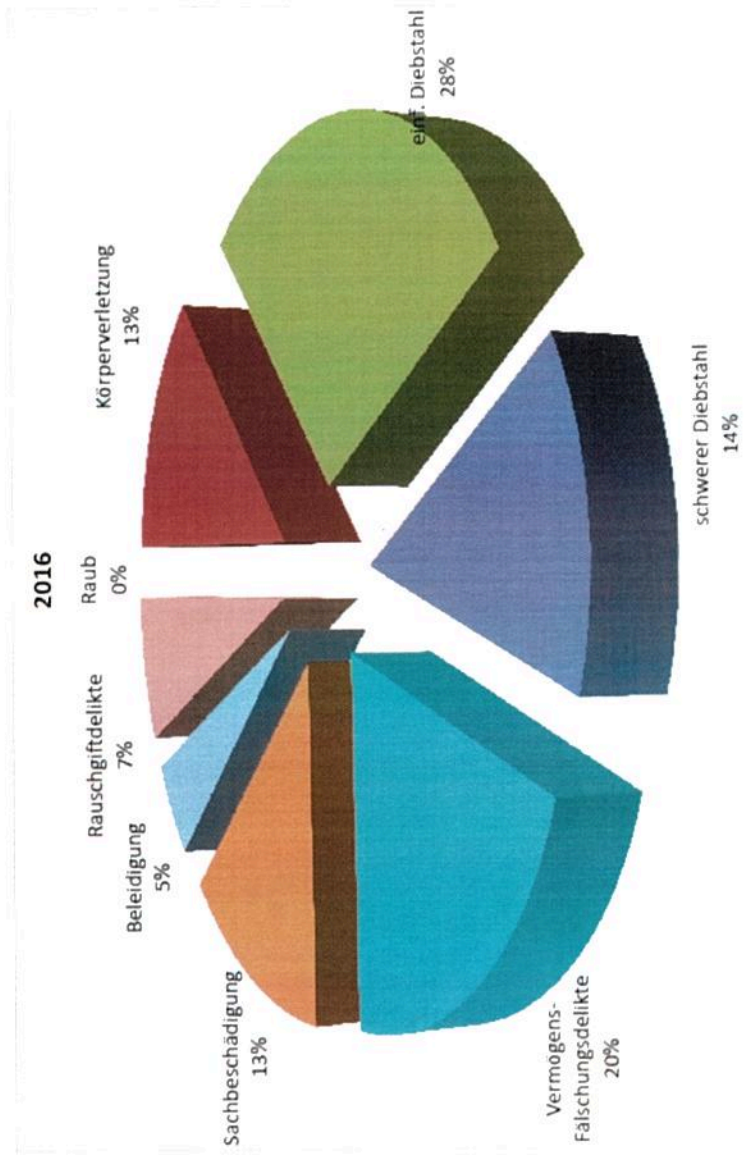 2016
Raub
0%
Körperverletzung
13%
einf. Diebstahl
28%
schwerer Diebstahl
14%
Vermögens-
Fälschungsdelikte
20%
Sachbeschädigung
13%
Beleidigung
5%
Rauschgiftdelikte
7%